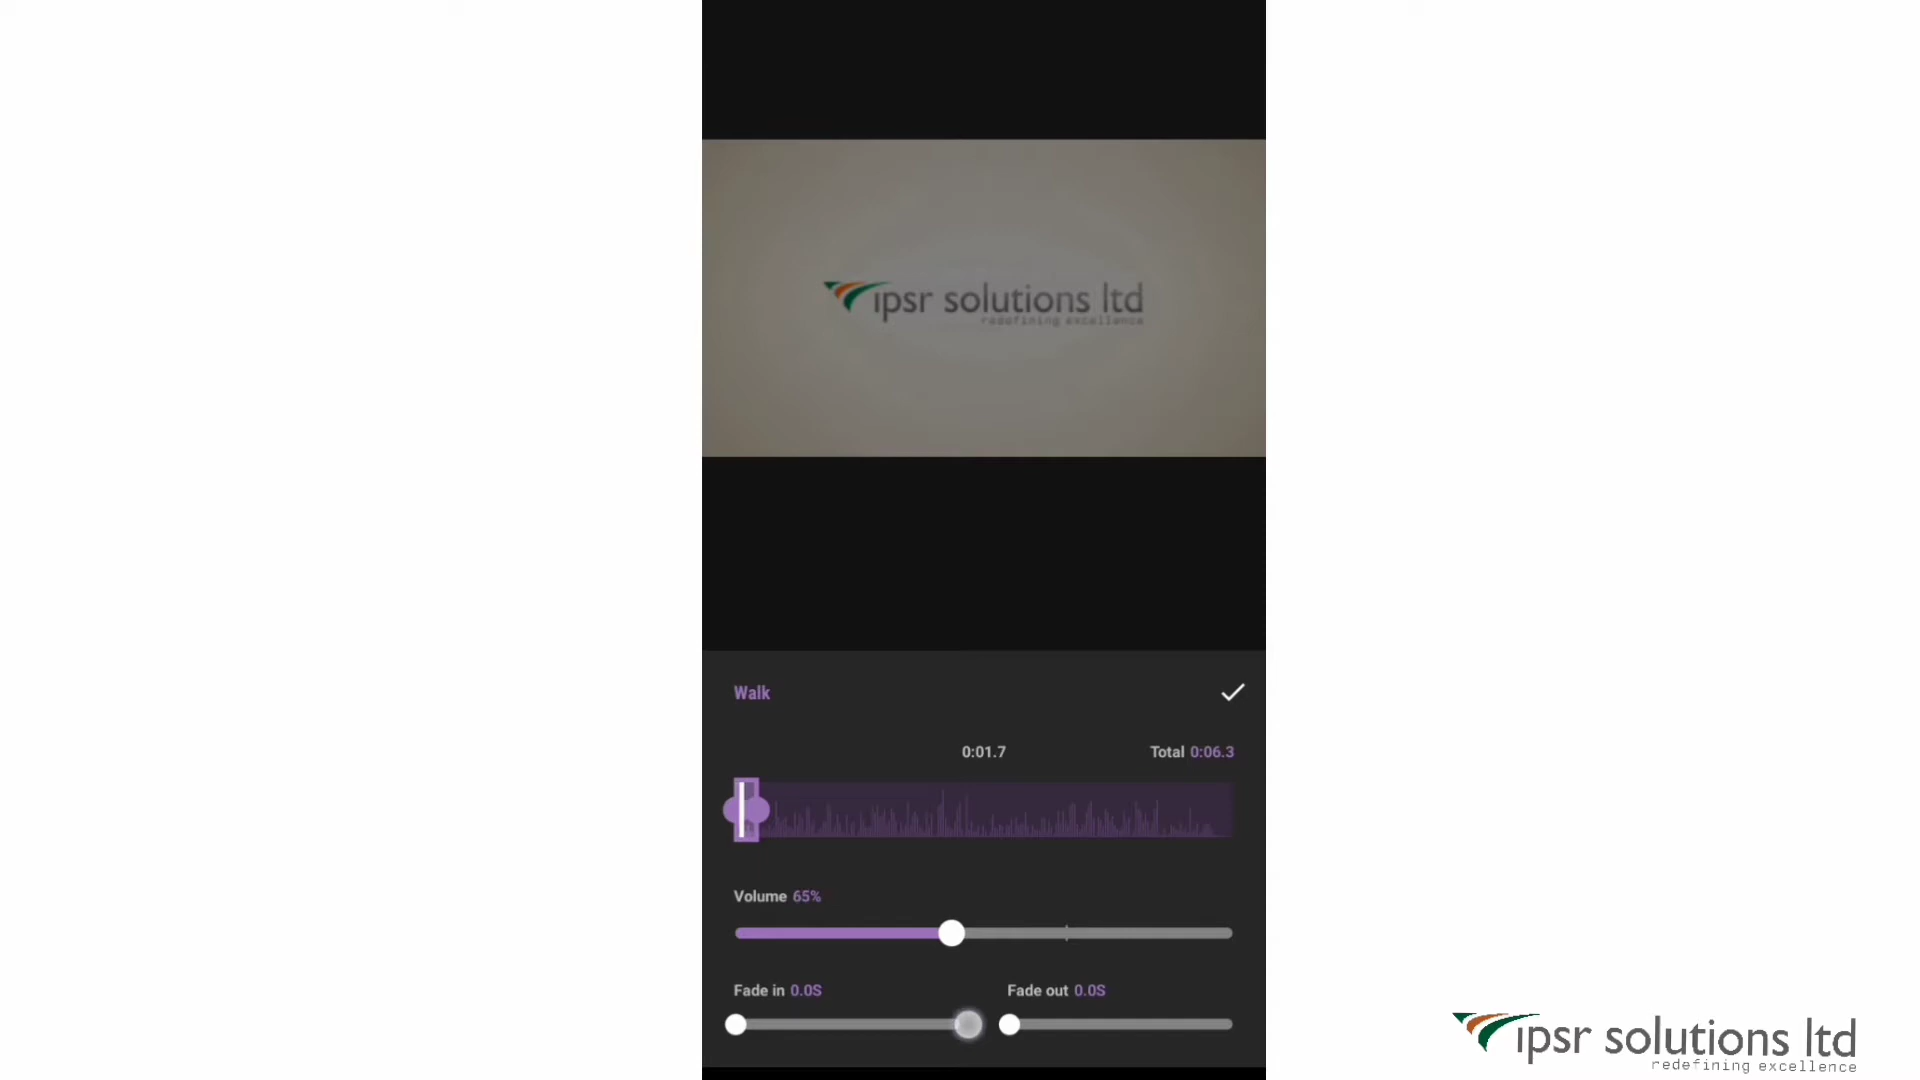 ipsr solutions ltd
redefining excellence
Walk
0:01.7 Total 0:06.3
Volume 65%
Fade in 0.0S Fade out 0.0S
ipsr solutions ltd
redefining excellence